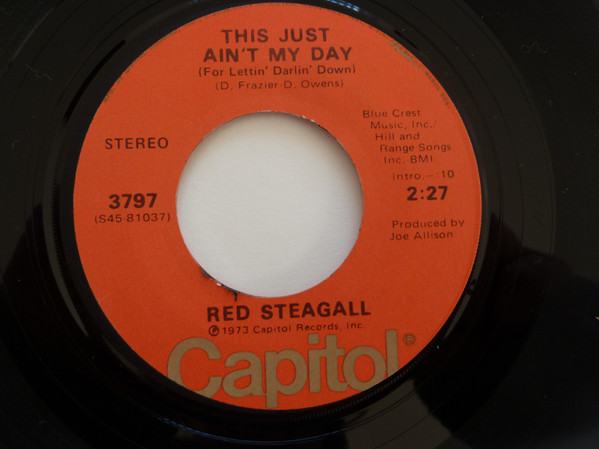 THIS JUST
AIN'T MY DAY
(For Lettin' Darlin' Down)
(D. Frazier-D. Owens)
STEREO
Blue Crest
Music, Inc./
Hill and
Range Songs
Inc.-BMI
Intro.-:10
3797
2:27
(S45-81037)
Produced by
Joe Allison
RED STEAGALL
℗1973 Capitol Records, Inc.
Capitol®